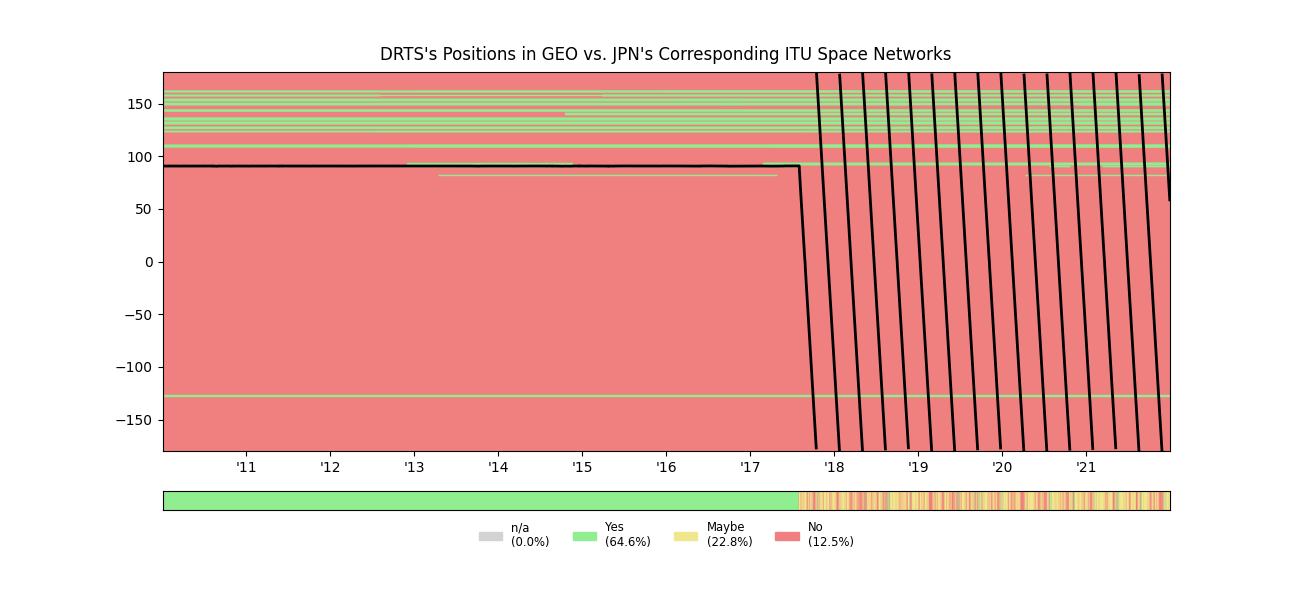 DRTS's Positions in GEO vs. JPN's Corresponding ITU Space Networks
150
100
50
0
−50
−100
−150
'11 '12 '13 '14 '15 '16 '17 '18 '19 '20 '21
n/a Yes Maybe No
(0.0%) (64.6%) (22.8%) (12.5%)